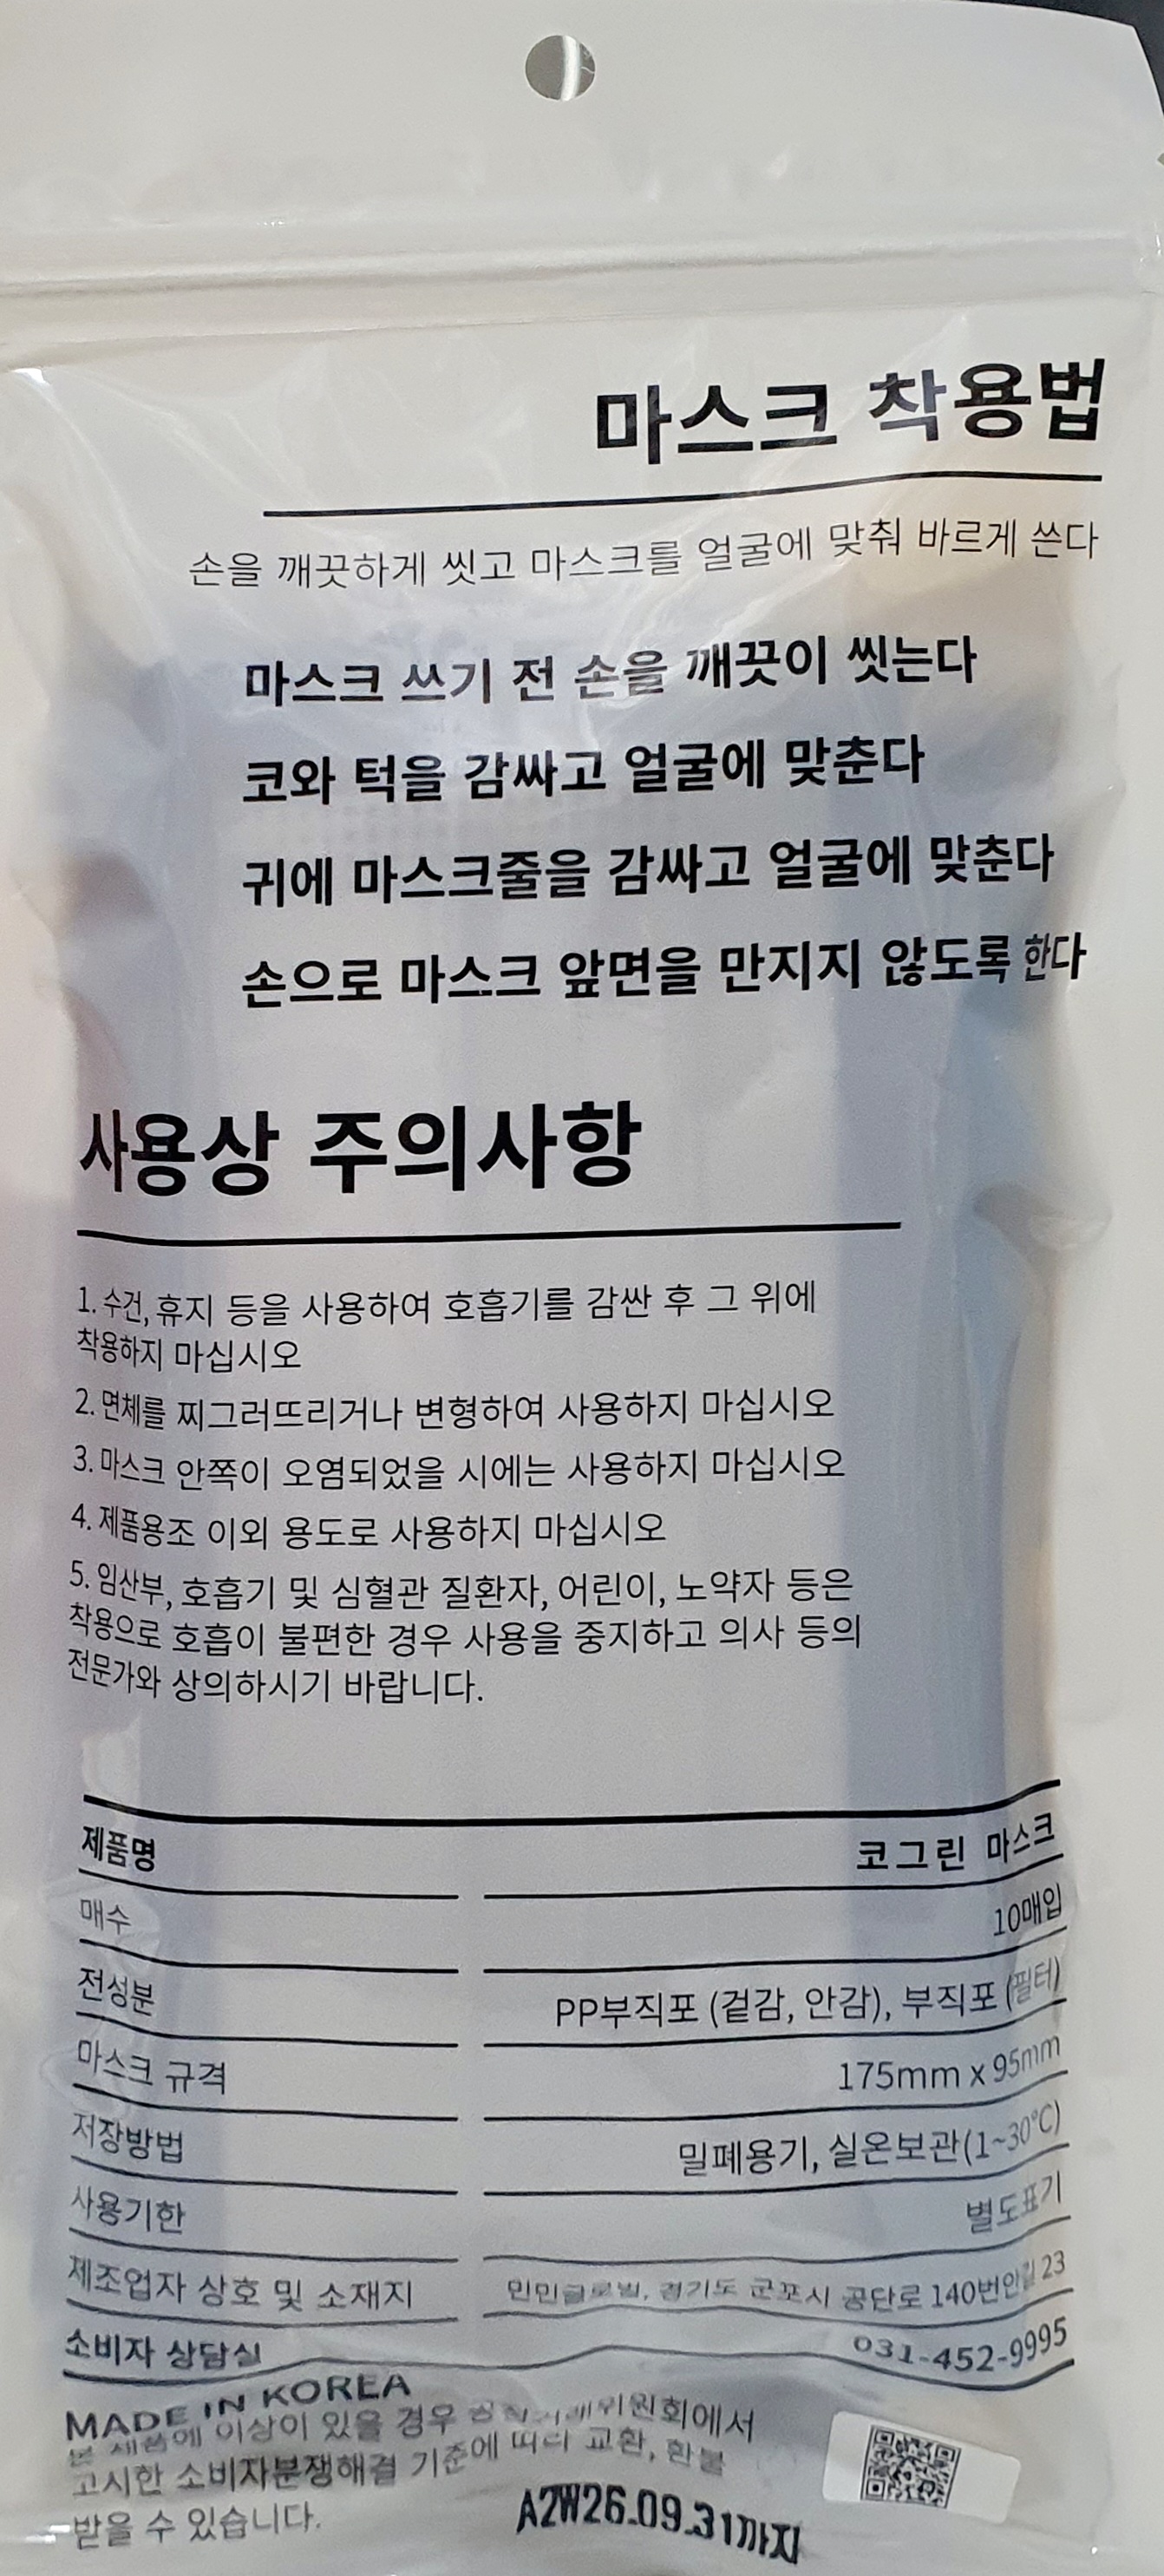 마스크 착용법
손을 깨끗하게 씻고 마스크를 얼굴에 맞춰 바르게 쓴다
마스크 쓰기 전 손을 깨끗이 씻는다
코와 턱을 감싸고 얼굴에 맞춘다
귀에 마스크줄을 감싸고 얼굴에 맞춘다
손으로 마스크 앞면을 만지지 않도록 한다
사용상 주의사항
1. 수건, 휴지 등을 사용하여 호흡기를 감싼 후 그 위에
착용하지 마십시오
2. 면체를 찌그러뜨리거나 변형하여 사용하지 마십시오
3. 마스크 안쪽이 오염되었을 시에는 사용하지 마십시오
4. 제품용조 이외 용도로 사용하지 마십시오
5. 임산부, 호흡기 및 심혈관 질환자, 어린이, 노약자 등은
착용으로 호흡이 불편한 경우 사용을 중지하고 의사 등의
전문가와 상의하시기 바랍니다.
제품명 코그린 마스크
매수 10매입
전성분 PP부직포 (겉감, 안감), 부직포 (필터)
마스크 규격 175mm x 95mm
저장방법 밀폐용기, 실온보관(1~30℃)
사용기한 별도표기
제조업자 상호 및 소재지 민민글로벌, 경기도 군포시 공단로 140번안길 23
소비자 상담실 031-452-9995
MADE IN KOREA
본 제품에 이상이 있을 경우 공정거래위원회에서
고시한 소비자분쟁해결 기준에 따라 교환, 환불
받을 수 있습니다.
A2W26.09.31까지